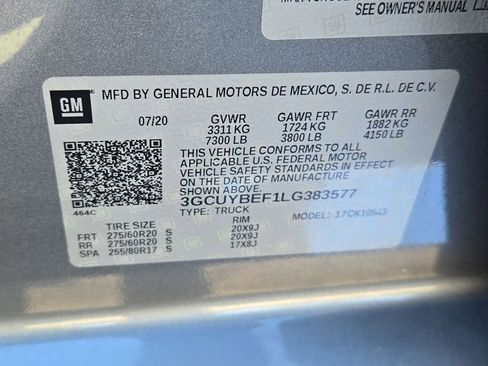 SEE OWNER'S MANUAL
GM
MFD BY GENERAL MOTORS DE MEXICO, S. DE R.L. DE C.V.
07/20 GVWR GAWR FRT GAWR RR
3311 KG 1724 KG 1882 KG
7300 LB 3800 LB 4150 LB
THIS VEHICLE CONFORMS TO ALL
APPLICABLE U.S. FEDERAL MOTOR
VEHICLE SAFETY STANDARDS IN EFFECT
ON THE DATE OF MANUFACTURE
SHOWN ABOVE.
3GCUYBEF1LG383577
464C TYPE: TRUCK MODEL: 17CK10543
TIRE SIZE RIM
FRT 275/60R20 S 20X9J
RR 275/60R20 S 20X9J
SPA 255/80R17 S 17X8J